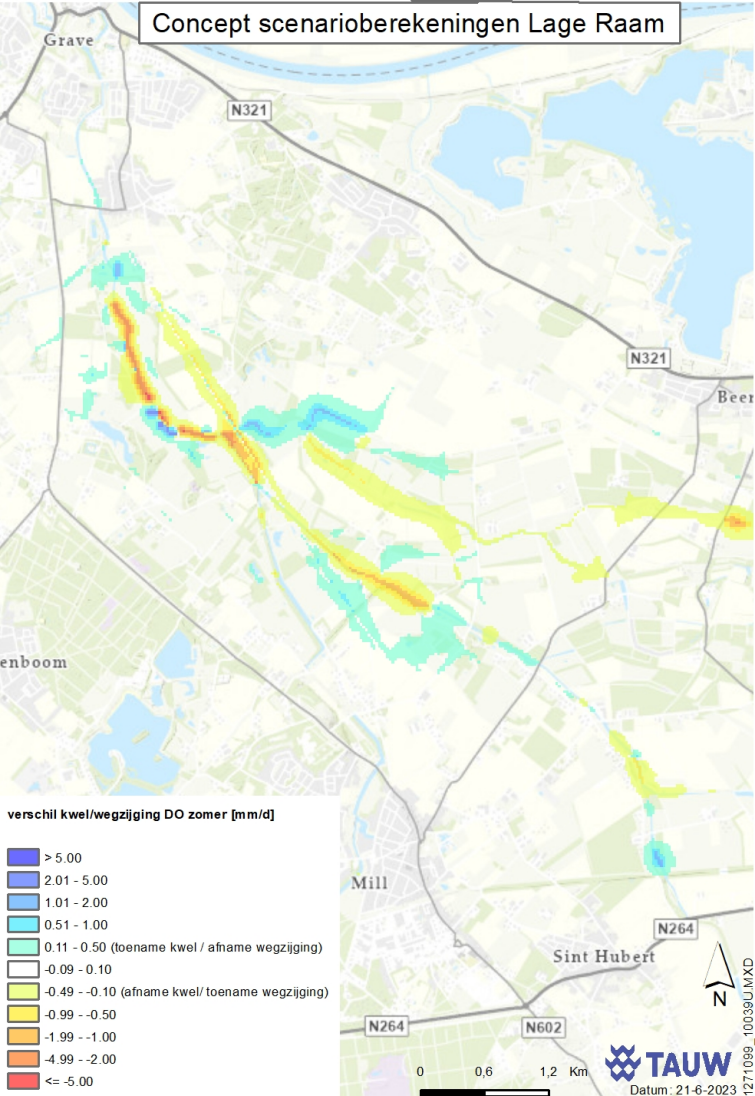 Concept scenarioberekeningen Lage Raam
Grave
N321
N321
Beer
enboom
verschil kwel/wegzijging DO zomer [mm/d]
> 5.00
2.01 - 5.00
1.01 - 2.00
0.51 - 1.00
0.11 - 0.50 (toename kwel / afname wegzijging)
-0.09 - 0.10
-0.49 - -0.10 (afname kwel/ toename wegzijging)
-0.99 - -0.50
-1.99 - -1.00
-4.99 - -2.00
<= -5.00
Mill
N264
Sint Hubert
N264
N602
N
0 0,6 1,2 Km
TAUW
Datum: 21-6-2023
1271099_10039U.MXD